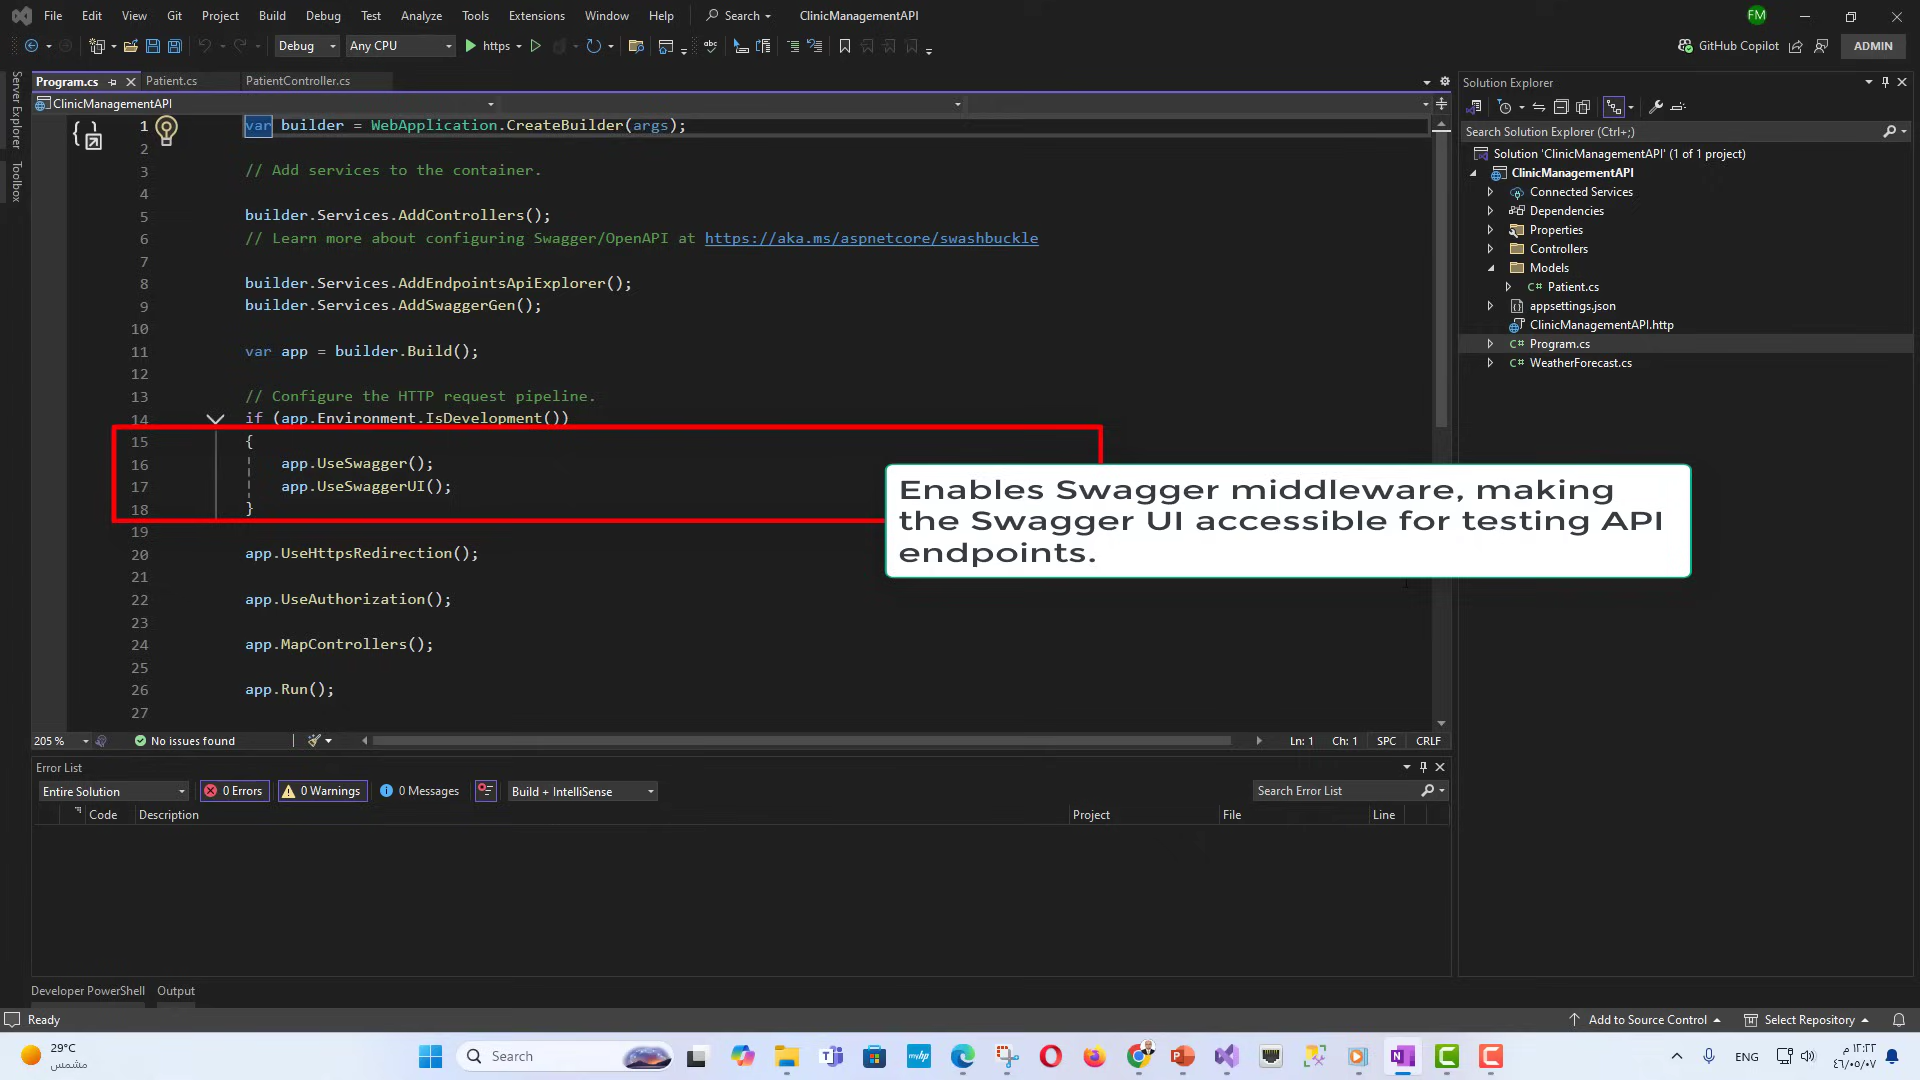 File Edit View Git Project Build Debug Test Analyze Tools Extensions Window Help Search ClinicManagementAPI FM
Debug Any CPU https GitHub Copilot ADMIN
Server Explorer
Toolbox
Program.cs Patient.cs PatientController.cs
ClinicManagementAPI
1 var builder = WebApplication.CreateBuilder(args);
2
3 // Add services to the container.
4
5 builder.Services.AddControllers();
6 // Learn more about configuring Swagger/OpenAPI at https://aka.ms/aspnetcore/swashbuckle
7
8 builder.Services.AddEndpointsApiExplorer();
9 builder.Services.AddSwaggerGen();
10
11 var app = builder.Build();
12
13 // Configure the HTTP request pipeline.
14 if (app.Environment.IsDevelopment())
15 {
16 app.UseSwagger();
17 app.UseSwaggerUI();
18 }
19
20 app.UseHttpsRedirection();
21
22 app.UseAuthorization();
23
24 app.MapControllers();
25
26 app.Run();
27
Enables Swagger middleware, making
the Swagger UI accessible for testing API
endpoints.
205 % No issues found Ln: 1 Ch: 1 SPC CRLF
Solution Explorer
Search Solution Explorer (Ctrl+;)
Solution 'ClinicManagementAPI' (1 of 1 project)
ClinicManagementAPI
Connected Services
Dependencies
Properties
Controllers
Models
C# Patient.cs
appsettings.json
ClinicManagementAPI.http
C# Program.cs
C# WeatherForecast.cs
Error List
Entire Solution 0 Errors 0 Warnings 0 Messages Build + IntelliSense Search Error List
Code Description Project File Line
Developer PowerShell Output
Ready Add to Source Control Select Repository
29°C
مشمس
Search
ENG
١٢:٢٢ م
٤٦/٠٥/٠٧